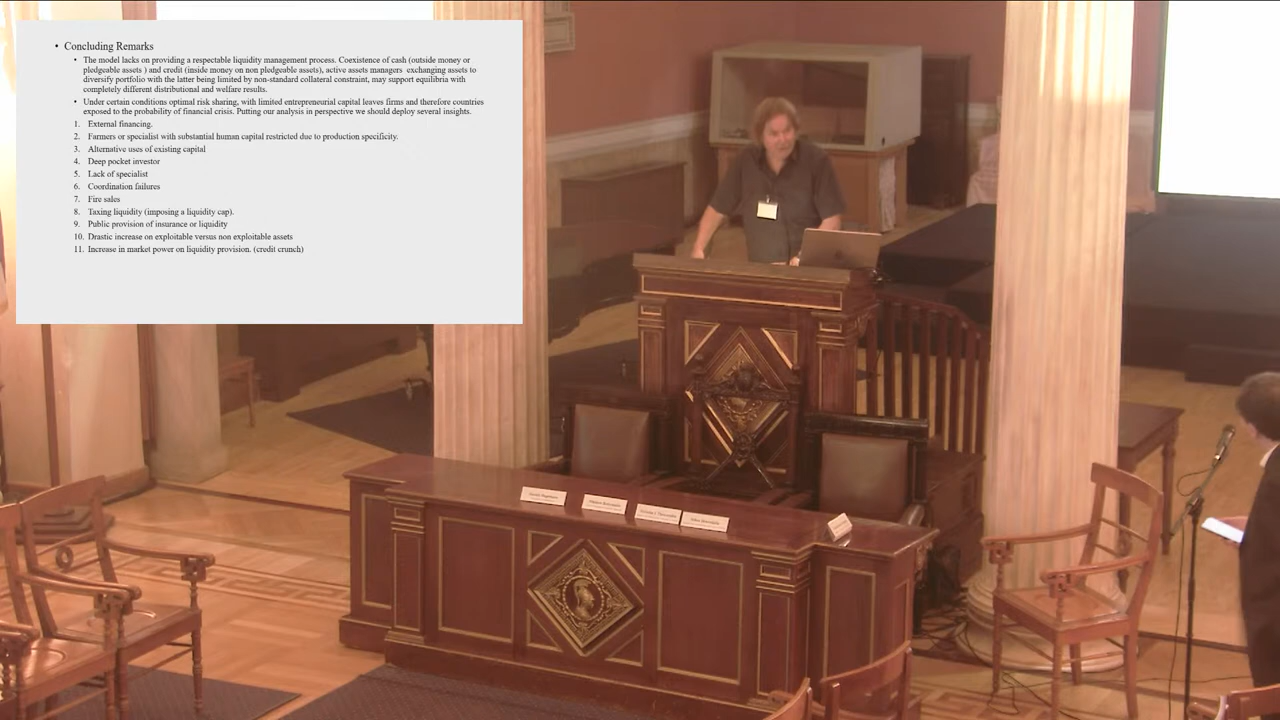 • Concluding Remarks
• The model lacks on providing a respectable liquidity management process. Coexistence of cash (outside money or
pledgeable assets ) and credit (inside money on non pledgeable assets), active assets managers exchanging assets to
diversify portfolio with the latter being limited by non-standard collateral constraint, may support equilibria with
completely different distributional and welfare results.
• Under certain conditions optimal risk sharing, with limited entrepreneurial capital leaves firms and therefore countries
exposed to the probability of financial crisis. Putting our analysis in perspective we should deploy several insights.
1. External financing.
2. Farmers or specialist with substantial human capital restricted due to production specificity.
3. Alternative uses of existing capital
4. Deep pocket investor
5. Lack of specialist
6. Coordination failures
7. Fire sales
8. Taxing liquidity (imposing a liquidity cap).
9. Public provision of insurance or liquidity
10. Drastic increase on exploitable versus non exploitable assets
11. Increase in market power on liquidity provision. (credit crunch)